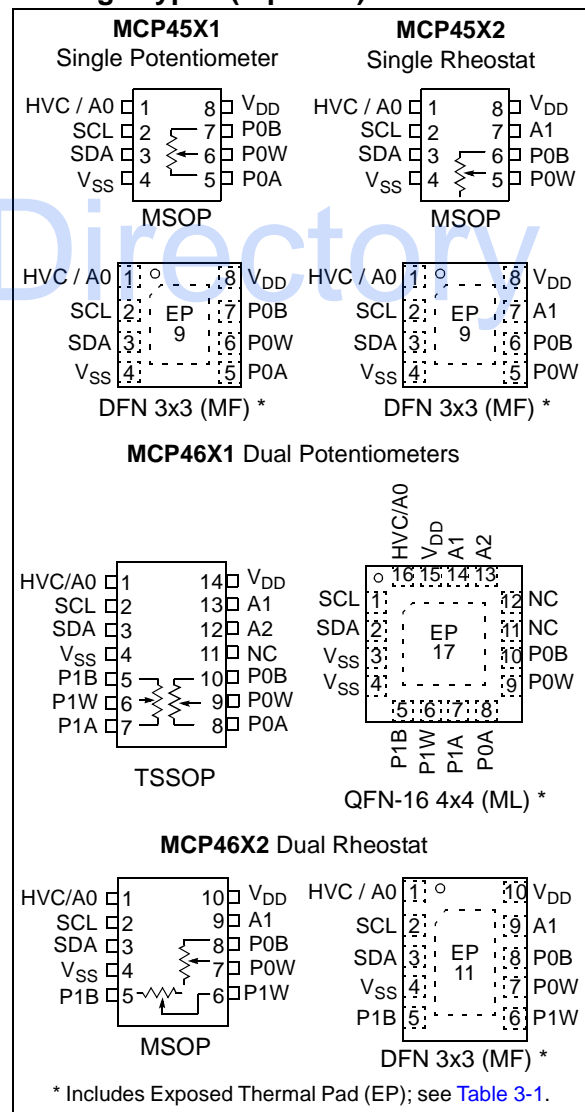 MCP45X1
Single Potentiometer
HVC / A0 1 8 VDD
SCL 2 7 P0B
SDA 3 6 P0W
VSS 4 5 P0A
MSOP
MCP45X2
Single Rheostat
HVC / A0 1 8 VDD
SCL 2 7 A1
SDA 3 6 P0B
VSS 4 5 P0W
MSOP
Directory
HVC / A0 1 8 VDD
SCL 2 EP 7 P0B
SDA 3 9 6 P0W
VSS 4 5 P0A
DFN 3x3 (MF) *
HVC / A0 1 8 VDD
SCL 2 EP 7 A1
SDA 3 9 6 P0B
VSS 4 5 P0W
DFN 3x3 (MF) *
MCP46X1 Dual Potentiometers
HVC/A0 1 14 VDD
SCL 2 13 A1
SDA 3 12 A2
VSS 4 11 NC
P1B 5 10 P0B
P1W 6 9 P0W
P1A 7 8 P0A
TSSOP
HVC/A0 VDD A1 A2
16 15 14 13
SCL 1 12 NC
SDA 2 EP 11 NC
VSS 3 17 10 P0B
VSS 4 9 P0W
5 6 7 8
P1B P1W P1A P0A
QFN-16 4x4 (ML) *
MCP46X2 Dual Rheostat
HVC/A0 1 10 VDD
SCL 2 9 A1
SDA 3 8 P0B
VSS 4 7 P0W
P1B 5 6 P1W
MSOP
HVC / A0 1 10 VDD
SCL 2 9 A1
SDA 3 EP 8 P0B
VSS 4 11 7 P0W
P1B 5 6 P1W
DFN 3x3 (MF) *
* Includes Exposed Thermal Pad (EP); see Table 3-1.